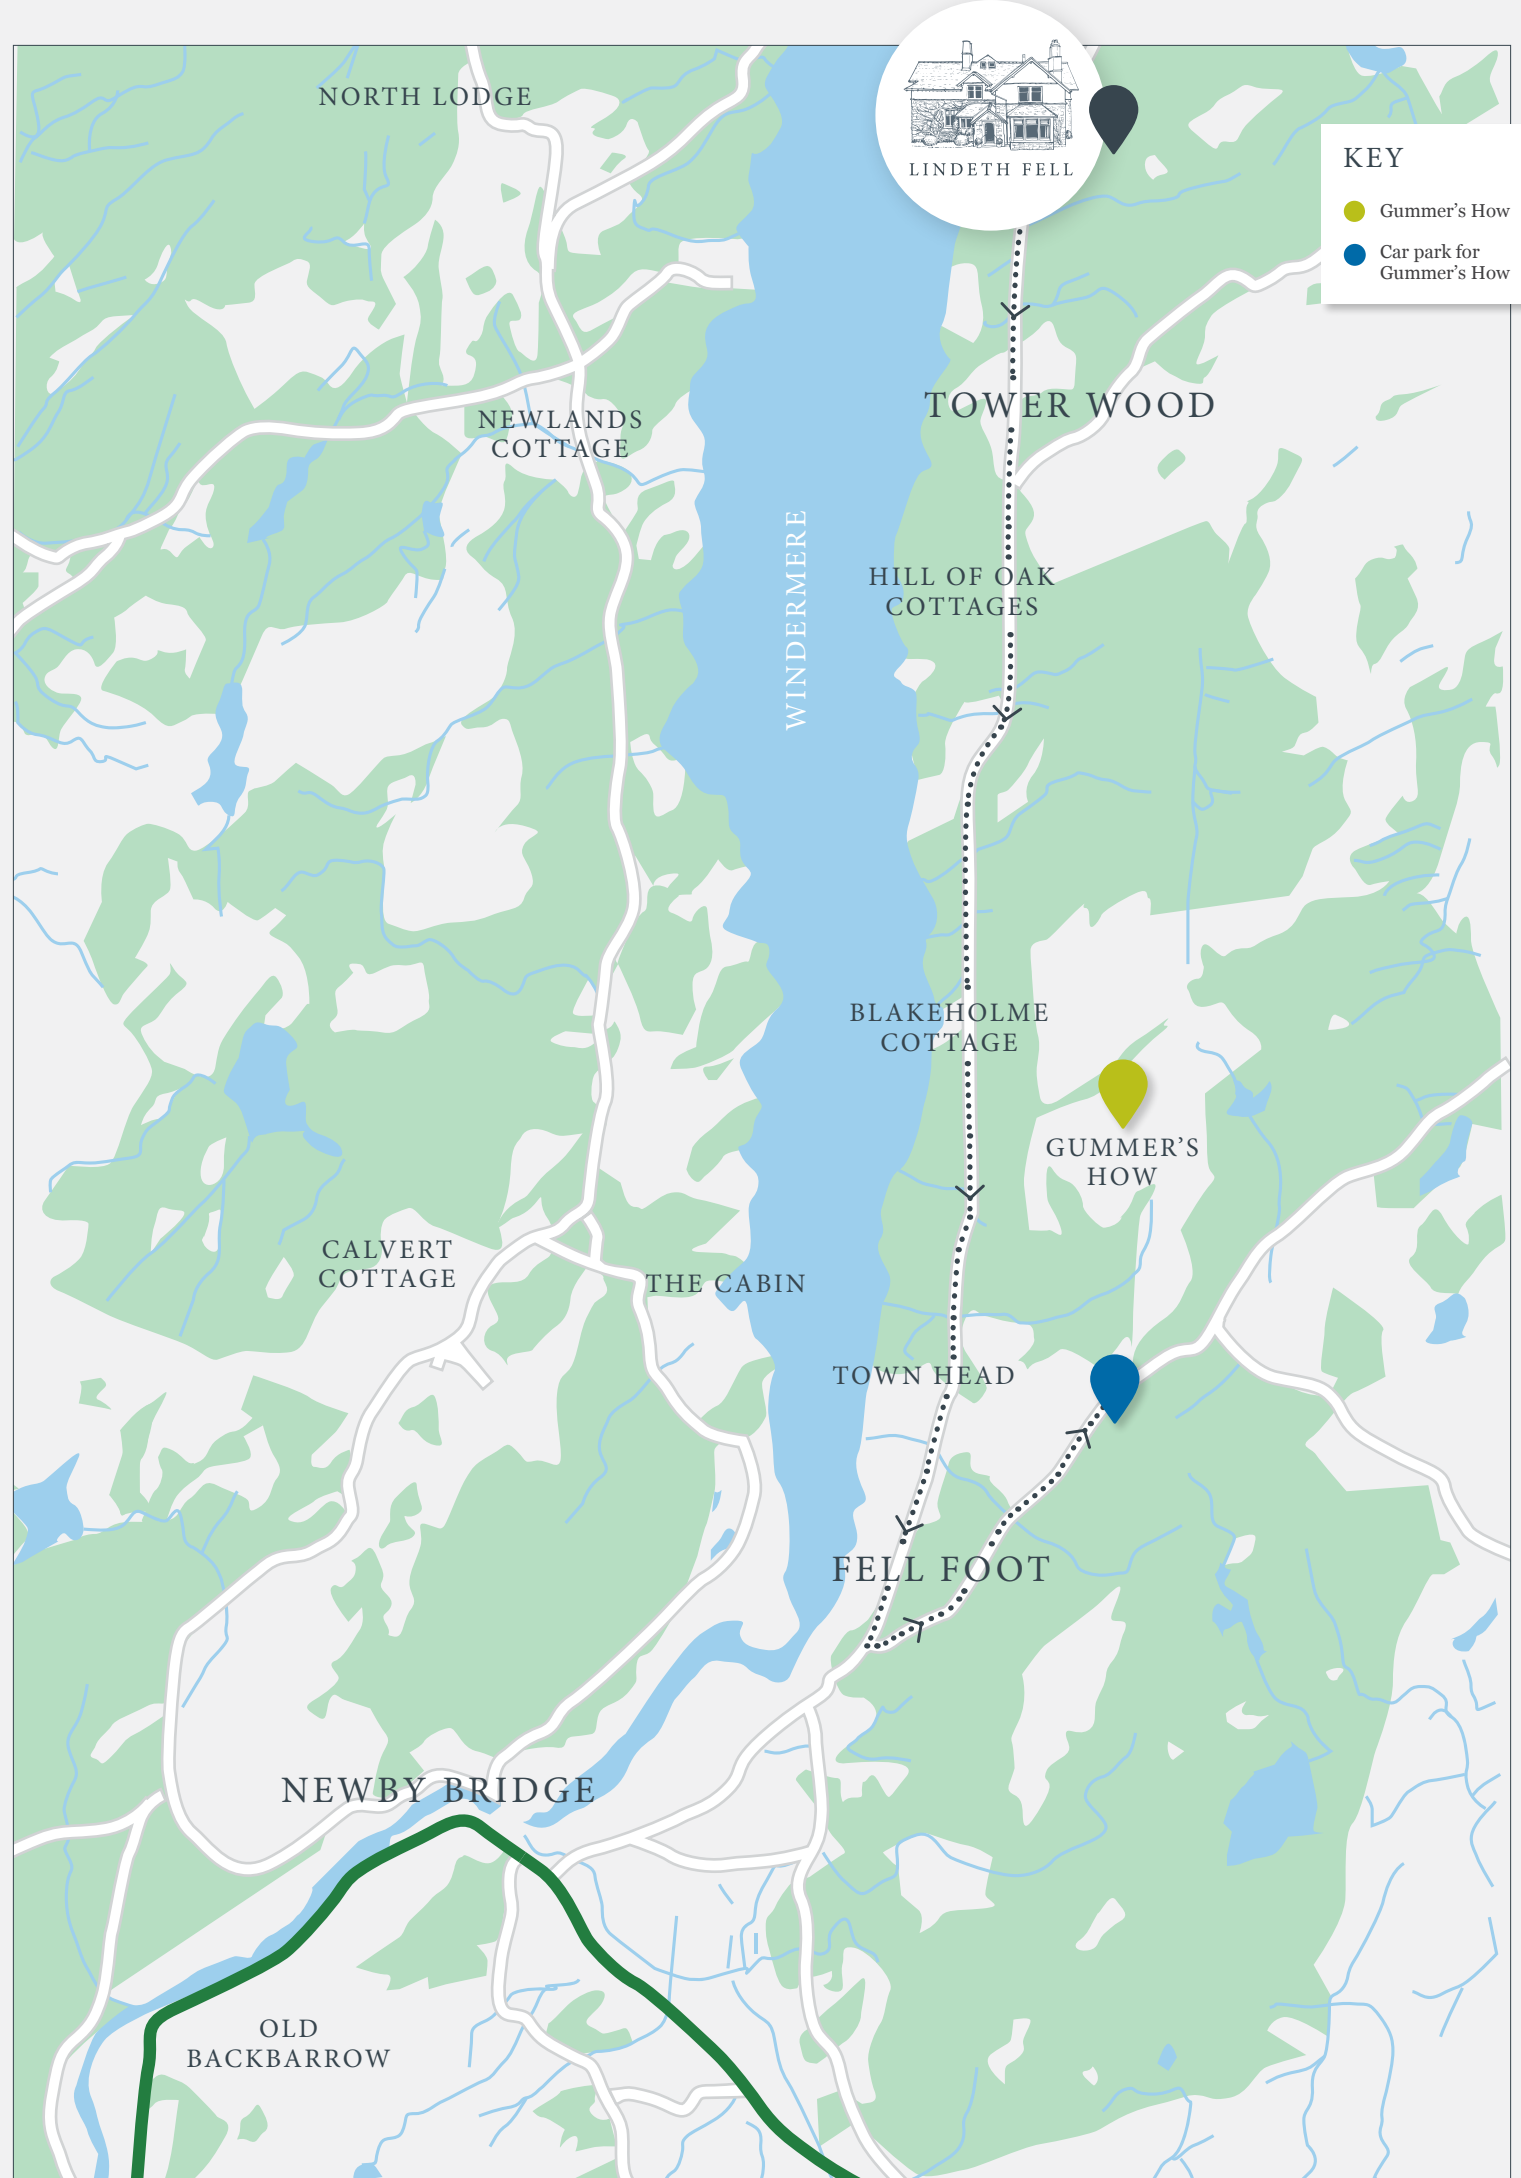 NORTH LODGE
LINDETH FELL
KEY
Gummer’s How
Car park for
Gummer’s How
TOWER WOOD
NEWLANDS
COTTAGE
WINDERMERE
HILL OF OAK
COTTAGES
BLAKEHOLME
COTTAGE
GUMMER’S
HOW
CALVERT
COTTAGE
THE CABIN
TOWN HEAD
FELL FOOT
NEWBY BRIDGE
OLD
BACKBARROW